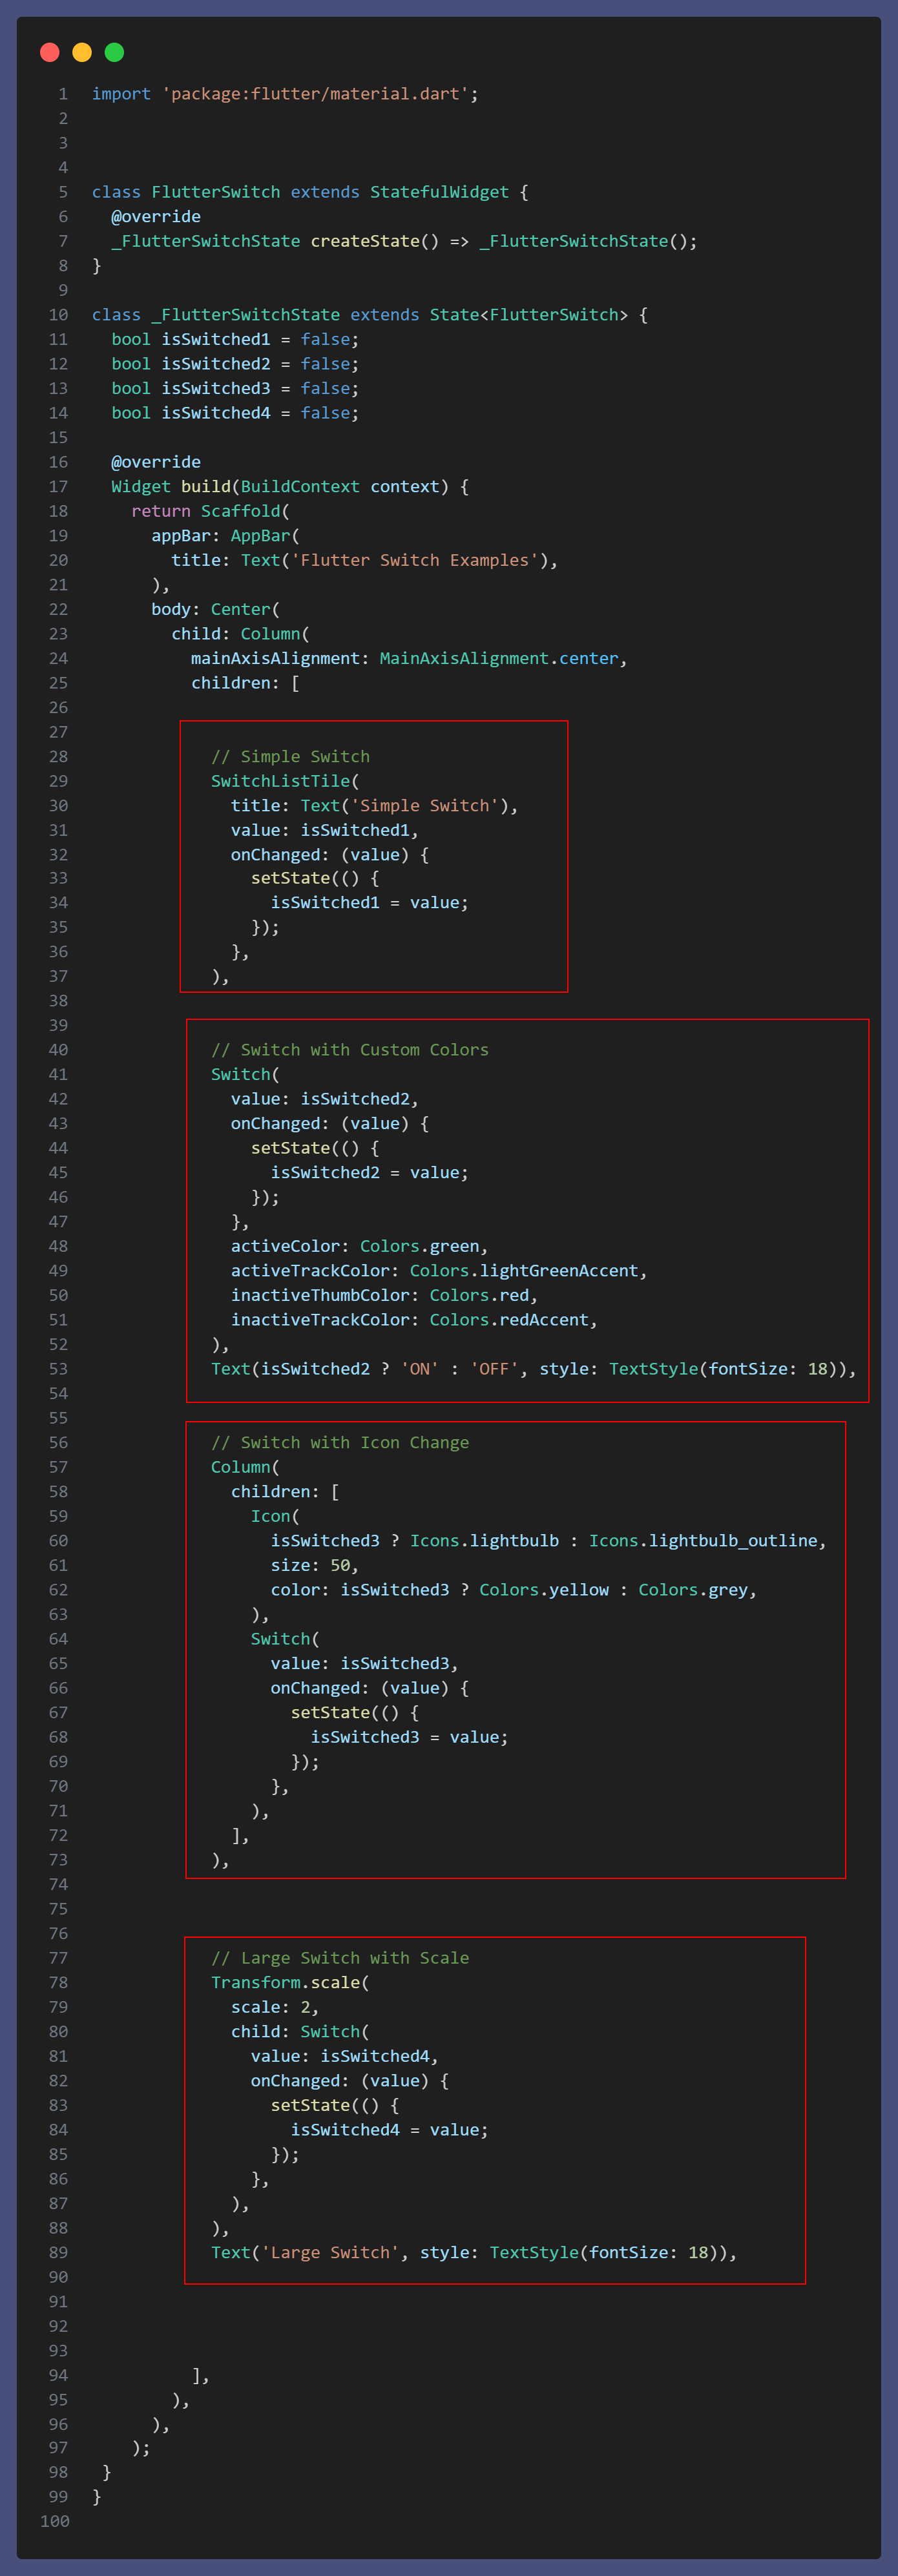 1 import 'package:flutter/material.dart';
2
3
4
5 class FlutterSwitch extends StatefulWidget {
6   @override
7   _FlutterSwitchState createState() => _FlutterSwitchState();
8 }
9
10 class _FlutterSwitchState extends State<FlutterSwitch> {
11   bool isSwitched1 = false;
12   bool isSwitched2 = false;
13   bool isSwitched3 = false;
14   bool isSwitched4 = false;
15
16   @override
17   Widget build(BuildContext context) {
18     return Scaffold(
19       appBar: AppBar(
20         title: Text('Flutter Switch Examples'),
21       ),
22       body: Center(
23         child: Column(
24           mainAxisAlignment: MainAxisAlignment.center,
25           children: [
26
27
28             // Simple Switch
29             SwitchListTile(
30               title: Text('Simple Switch'),
31               value: isSwitched1,
32               onChanged: (value) {
33                 setState(() {
34                   isSwitched1 = value;
35                 });
36               },
37             ),
38
39
40             // Switch with Custom Colors
41             Switch(
42               value: isSwitched2,
43               onChanged: (value) {
44                 setState(() {
45                   isSwitched2 = value;
46                 });
47               },
48               activeColor: Colors.green,
49               activeTrackColor: Colors.lightGreenAccent,
50               inactiveThumbColor: Colors.red,
51               inactiveTrackColor: Colors.redAccent,
52             ),
53             Text(isSwitched2 ? 'ON' : 'OFF', style: TextStyle(fontSize: 18)),
54
55
56             // Switch with Icon Change
57             Column(
58               children: [
59                 Icon(
60                   isSwitched3 ? Icons.lightbulb : Icons.lightbulb_outline,
61                   size: 50,
62                   color: isSwitched3 ? Colors.yellow : Colors.grey,
63                 ),
64                 Switch(
65                   value: isSwitched3,
66                   onChanged: (value) {
67                     setState(() {
68                       isSwitched3 = value;
69                     });
70                   },
71                 ),
72               ],
73             ),
74
75
76
77             // Large Switch with Scale
78             Transform.scale(
79               scale: 2,
80               child: Switch(
81                 value: isSwitched4,
82                 onChanged: (value) {
83                   setState(() {
84                     isSwitched4 = value;
85                   });
86                 },
87               ),
88             ),
89             Text('Large Switch', style: TextStyle(fontSize: 18)),
90
91
92
93
94           ],
95         ),
96       ),
97     );
98  }
99 }
100